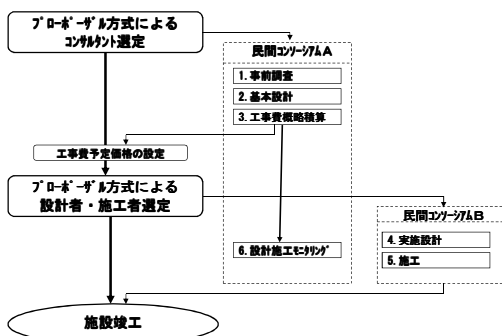 ﾌﾟﾛｰﾎﾟｰｻﾞﾙ方式による
ｺﾝｻﾙﾀﾝﾄ選定
民間ｺﾝｿｰｼｱﾑA
1. 事前調査
2. 基本設計
3. 工事費概略積算
工事費予定価格の設定
ﾌﾟﾛｰﾎﾟｰｻﾞﾙ方式による
設計者・施工者選定
民間ｺﾝｿｰｼｱﾑB
4. 実施設計
5. 施工
6. 設計施工ﾓﾆﾀﾘﾝｸﾞ
施設竣工